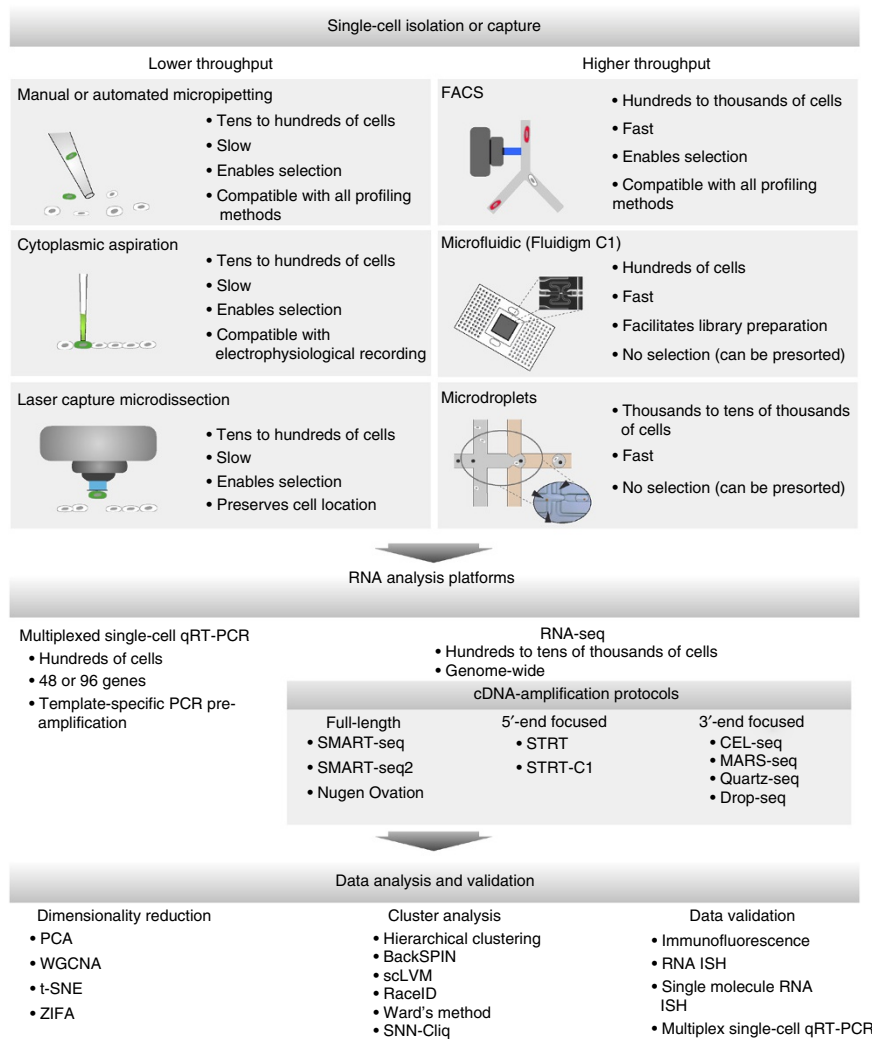 Single-cell isolation or capture
Lower throughput
Manual or automated micropipetting
• Tens to hundreds of cells
• Slow
• Enables selection
• Compatible with all profiling
methods
Cytoplasmic aspiration
• Tens to hundreds of cells
• Slow
• Enables selection
• Compatible with
electrophysiological recording
Laser capture microdissection
• Tens to hundreds of cells
• Slow
• Enables selection
• Preserves cell location
Higher throughput
FACS
• Hundreds to thousands of cells
• Fast
• Enables selection
• Compatible with all profiling
methods
Microfluidic (Fluidigm C1)
• Hundreds of cells
• Fast
• Facilitates library preparation
• No selection (can be presorted)
Microdroplets
• Thousands to tens of thousands
of cells
• Fast
• No selection (can be presorted)
RNA analysis platforms
Multiplexed single-cell qRT-PCR
• Hundreds of cells
• 48 or 96 genes
• Template-specific PCR pre-
amplification
RNA-seq
• Hundreds to tens of thousands of cells
• Genome-wide
cDNA-amplification protocols
Full-length
• SMART-seq
• SMART-seq2
• Nugen Ovation
5′-end focused
• STRT
• STRT-C1
3′-end focused
• CEL-seq
• MARS-seq
• Quartz-seq
• Drop-seq
Data analysis and validation
Dimensionality reduction
• PCA
• WGCNA
• t-SNE
• ZIFA
Cluster analysis
• Hierarchical clustering
• BackSPIN
• scLVM
• RaceID
• Ward's method
• SNN-Cliq
Data validation
• Immunofluorescence
• RNA ISH
• Single molecule RNA
ISH
• Multiplex single-cell qRT-PCR